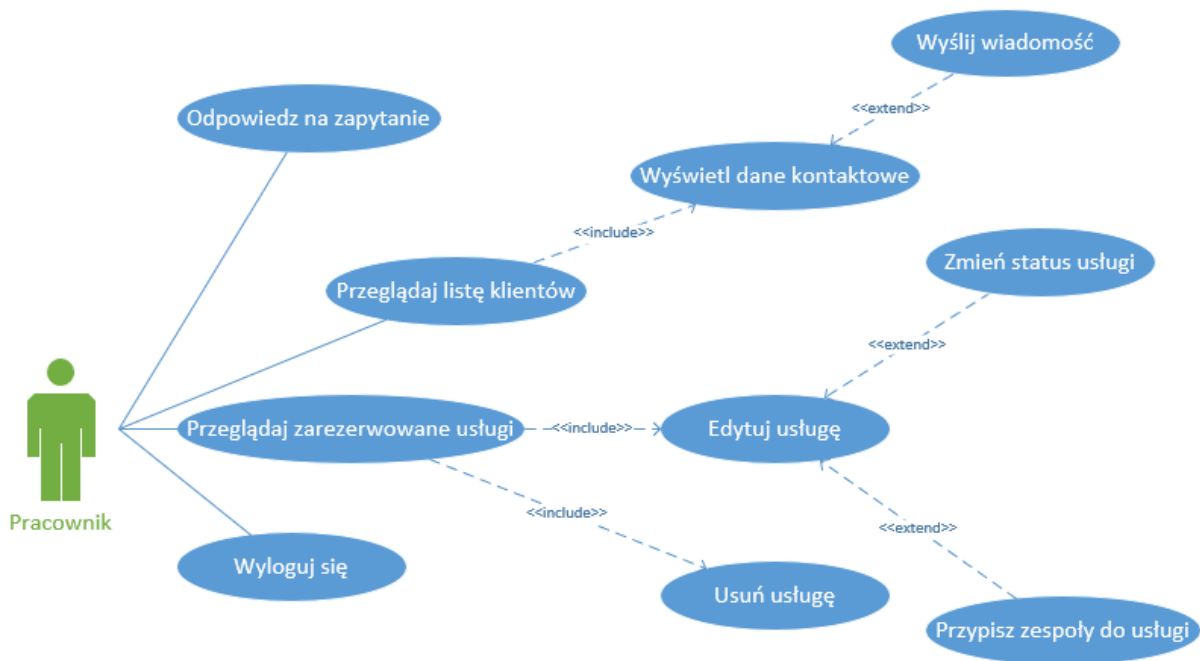 Wyślij wiadomość
<<extend>>
Odpowiedz na zapytanie
Wyświetl dane kontaktowe
<<include>>
Zmień status usługi
Przeglądaj listę klientów
<<extend>>
Przeglądaj zarezerwowane usługi
<<include>>
Edytuj usługę
Pracownik
<<include>>
<<extend>>
Wyloguj się
Usuń usługę
Przypisz zespoły do usługi